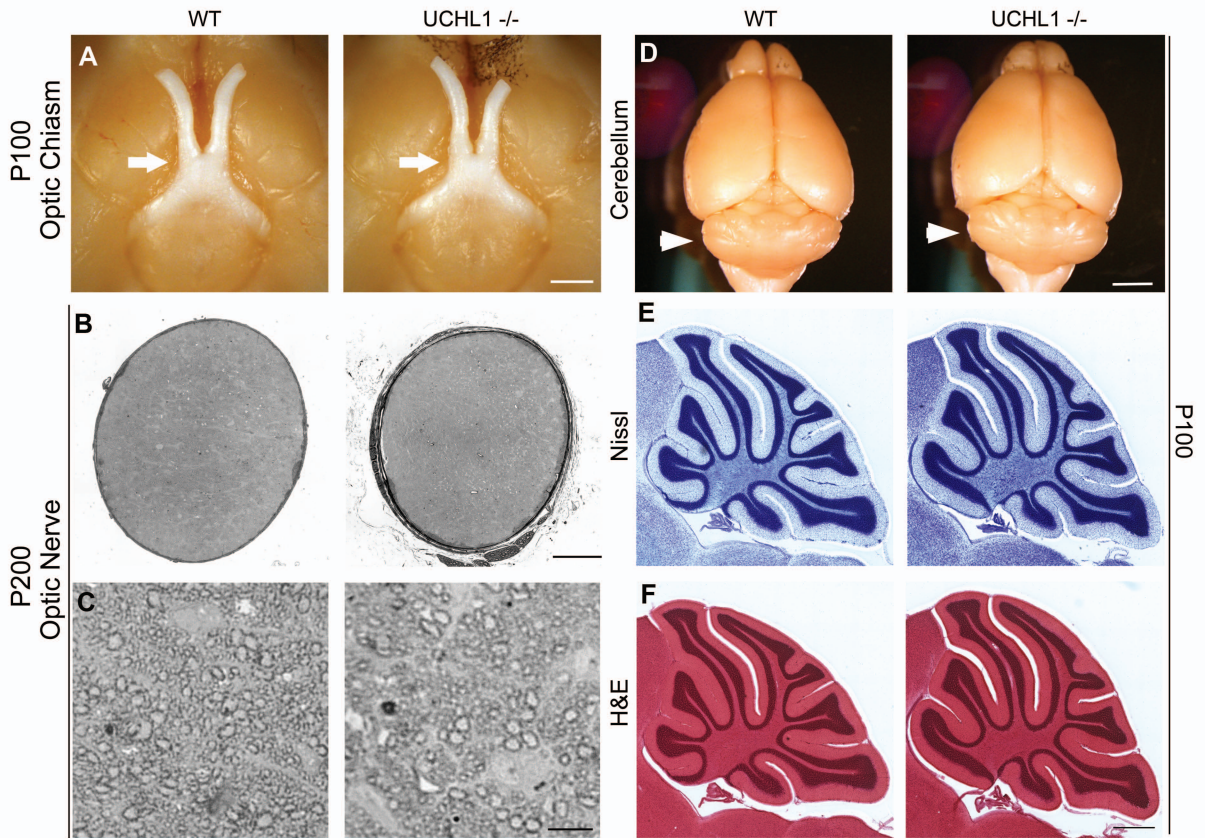 WT
UCHL1 -/-
WT
UCHL1 -/-
P100
Optic Chiasm
A
D
Cerebellum
P200
Optic Nerve
B
C
E
Nissl
F
H&E
P100